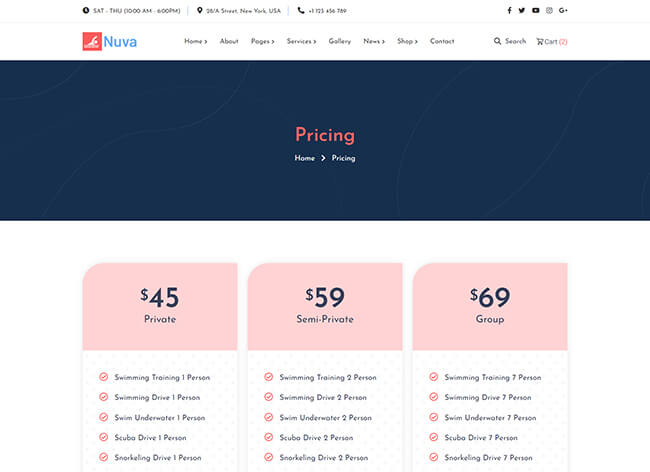 SAT - THU (10:00 AM - 6:00PM) 28/A Street, New York, USA +1 123 456 789
Nuva Home About Pages Services Gallery News Shop Contact Search Cart (2)
Pricing
Home Pricing
$45 $59 $69
Private Semi-Private Group
Swimming Training 1 Person Swimming Training 2 Person Swimming Training 7 Person
Swimming Drive 1 Person Swimming Drive 2 Person Swimming Drive 7 Person
Swim Underwater 1 Person Swim Underwater 2 Person Swim Underwater 7 Person
Scuba Drive 1 Person Scuba Drive 2 Person Scuba Drive 7 Person
Snorkeling Drive 1 Person Snorkeling Drive 2 Person Snorkeling Drive 7 Person